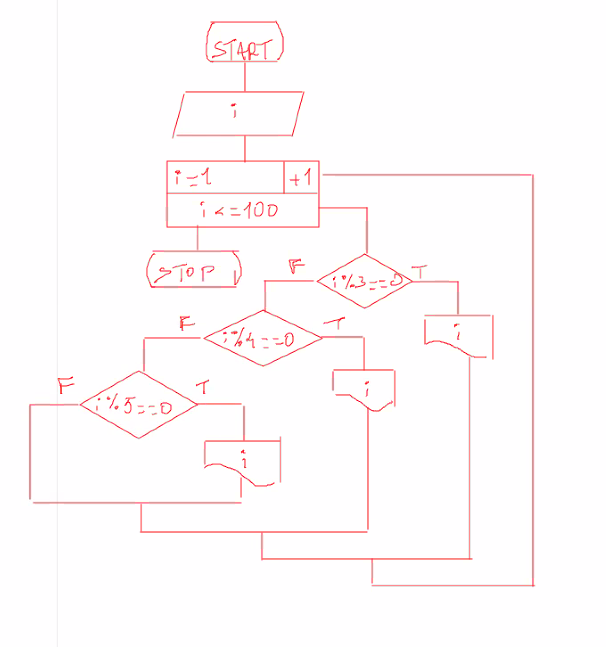 START
i
i=1 +1
i<=100
STOP
F i%3==0 T
i
F i%4==0 T
i
F i%5==0 T
i